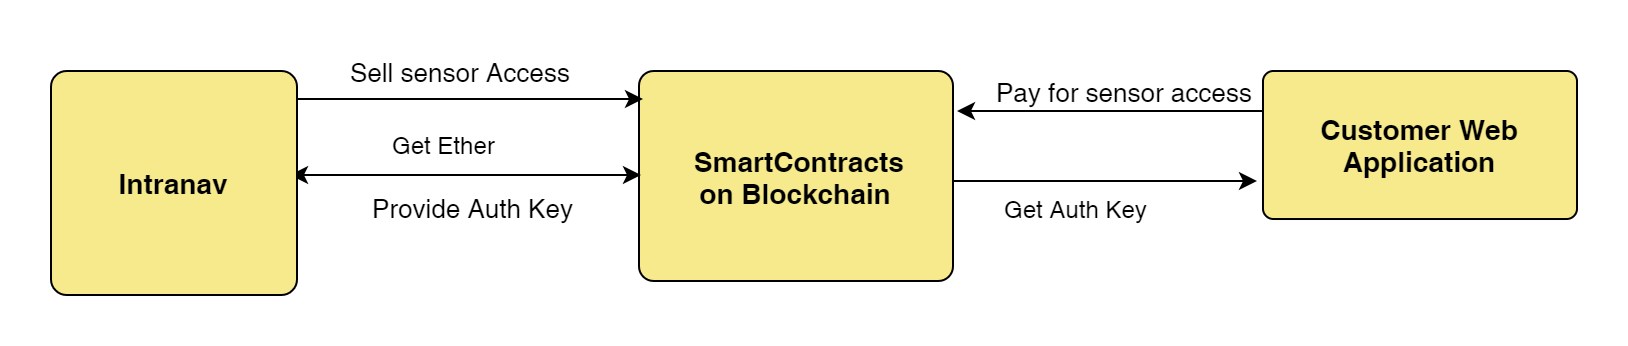 Sell sensor Access
Get Ether
Provide Auth Key
Intranav
SmartContracts
on Blockchain
Pay for sensor access
Get Auth Key
Customer Web
Application